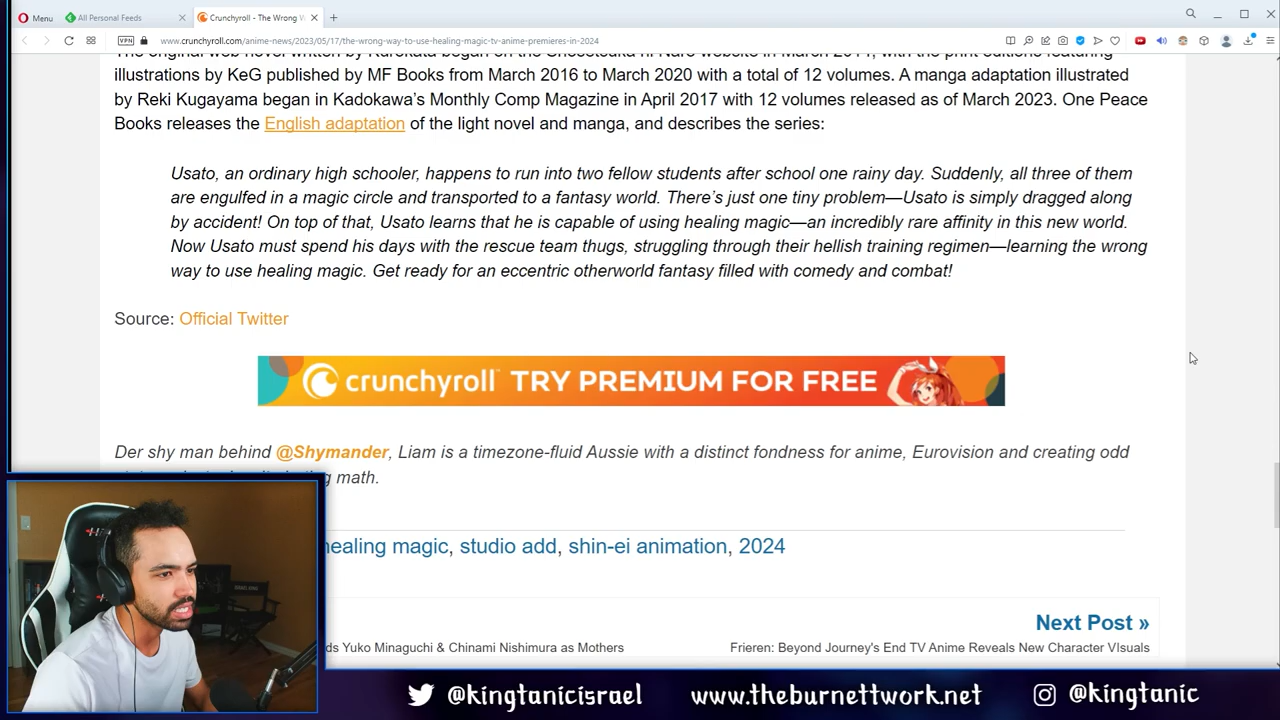 Menu
All Personal Feeds
Crunchyroll - The Wrong V
VPN
www.crunchyroll.com/anime-news/2023/05/17/the-wrong-way-to-use-healing-magic-tv-anime-premieres-in-2024
illustrations by KeG published by MF Books from March 2016 to March 2020 with a total of 12 volumes. A manga adaptation illustrated
by Reki Kugayama began in Kadokawa's Monthly Comp Magazine in April 2017 with 12 volumes released as of March 2023. One Peace
Books releases the English adaptation of the light novel and manga, and describes the series:
Usato, an ordinary high schooler, happens to run into two fellow students after school one rainy day. Suddenly, all three of them
are engulfed in a magic circle and transported to a fantasy world. There's just one tiny problem—Usato is simply dragged along
by accident! On top of that, Usato learns that he is capable of using healing magic—an incredibly rare affinity in this new world.
Now Usato must spend his days with the rescue team thugs, struggling through their hellish training regimen—learning the wrong
way to use healing magic. Get ready for an eccentric otherworld fantasy filled with comedy and combat!
Source: Official Twitter
crunchyroll TRY PREMIUM FOR FREE
Der shy man behind @Shymander, Liam is a timezone-fluid Aussie with a distinct fondness for anime, Eurovision and creating odd
math.
healing magic, studio add, shin-ei animation, 2024
Next Post »
ds Yuko Minaguchi & Chinami Nishimura as Mothers
Frieren: Beyond Journey's End TV Anime Reveals New Character VIsuals
@kingtanicisrael
www.theburnettwork.net
@kingtanic